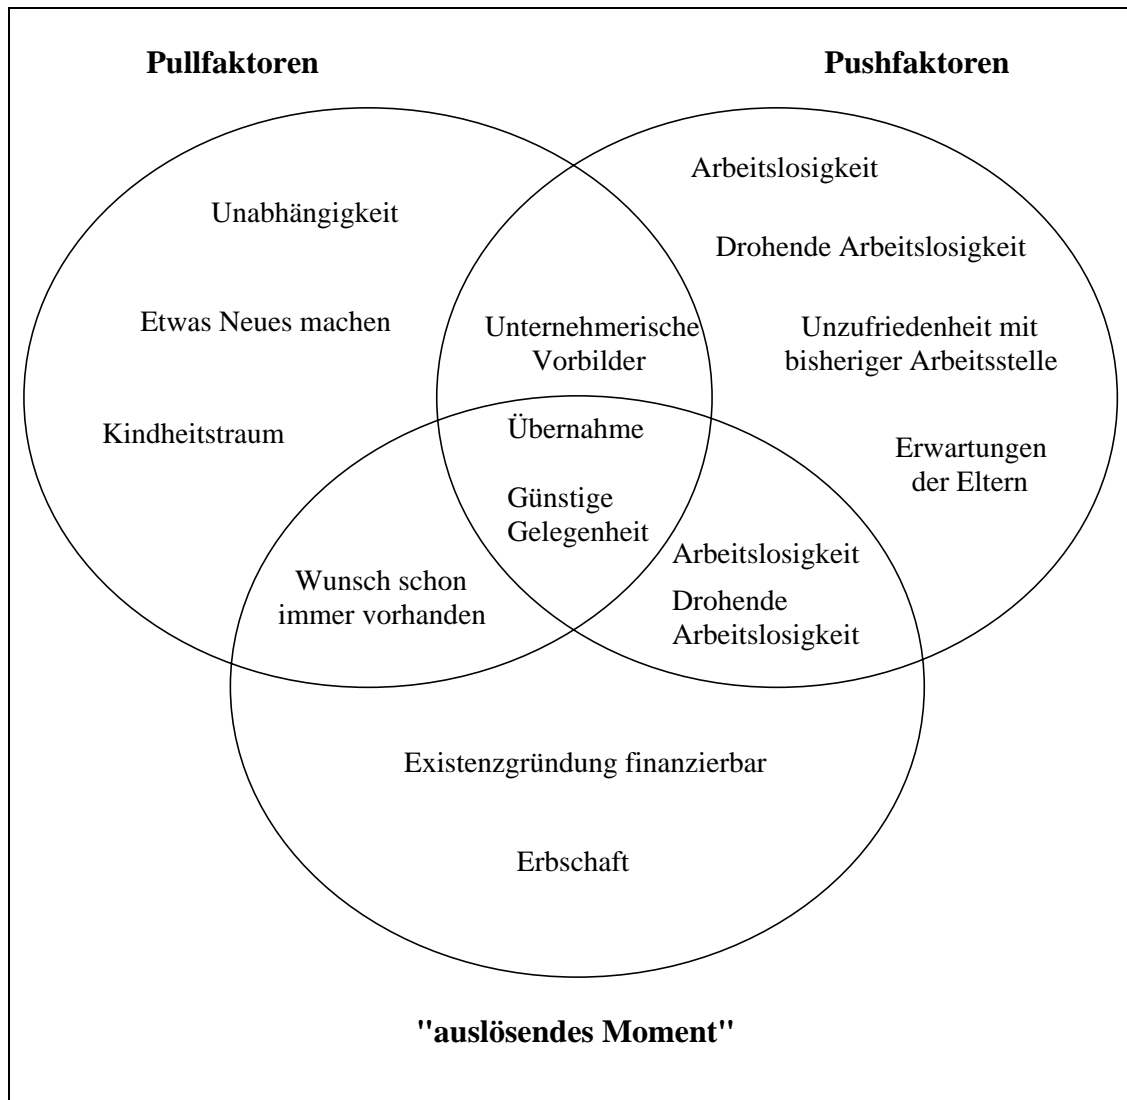 Pullfaktoren
Pushfaktoren
Unabhängigkeit
Etwas Neues machen
Kindheitstraum
Unternehmerische
Vorbilder
Arbeitslosigkeit
Drohende Arbeitslosigkeit
Unzufriedenheit mit
bisheriger Arbeitsstelle
Erwartungen
der Eltern
Übernahme
Günstige
Gelegenheit
Wunsch schon
immer vorhanden
Arbeitslosigkeit
Drohende
Arbeitslosigkeit
Existenzgründung finanzierbar
Erbschaft
"auslösendes Moment"